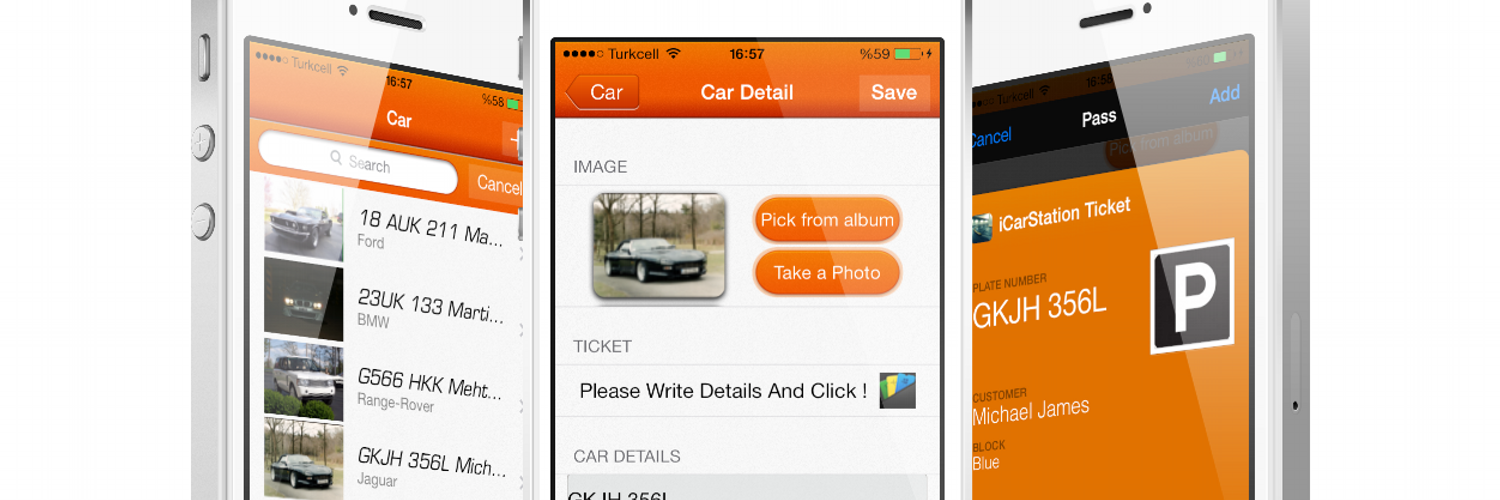 Turkcell
16:57
%58
Car
Search
Cancel
18 AUK 211 Ma...
Ford
23UK 133 Marti...
BMW
G566 HKK Meht...
Range-Rover
GKJH 356L Mich...
Jaguar
Turkcell 16:57 %59
Car Car Detail Save
IMAGE
Pick from album
Take a Photo
TICKET
Please Write Details And Click !
CAR DETAILS
GKJH 356L
Turkcell 16:58
Cancel Pass Add
Pick from album
iCarStation Ticket
PLATE NUMBER
GKJH 356L
P
CUSTOMER
Michael James
BLOCK
Blue